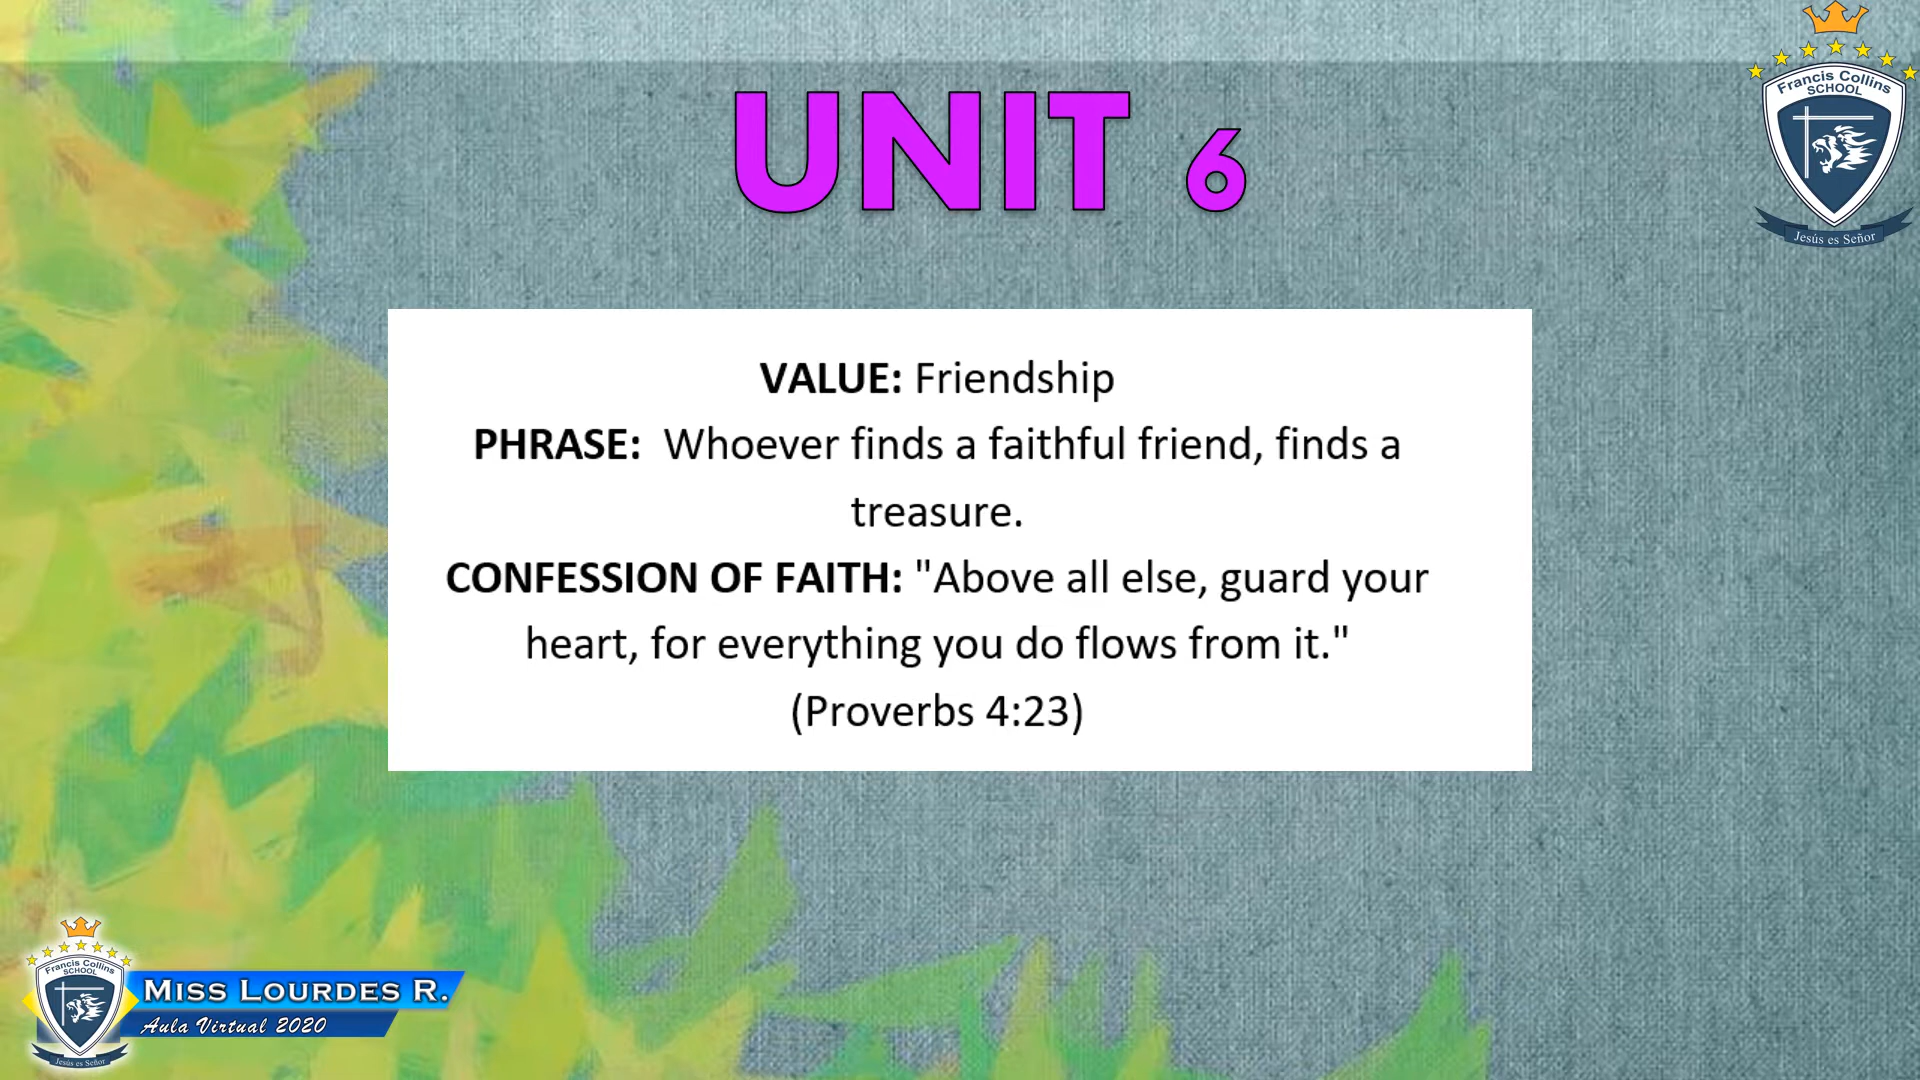 Francis Collins
SCHOOL
Jesús es Señor
UNIT 6
VALUE: Friendship
PHRASE:  Whoever finds a faithful friend, finds a
treasure.
CONFESSION OF FAITH: "Above all else, guard your
heart, for everything you do flows from it."
(Proverbs 4:23)
Francis Collins
SCHOOL
Jesús es Señor
MISS LOURDES R.
Aula Virtual 2020